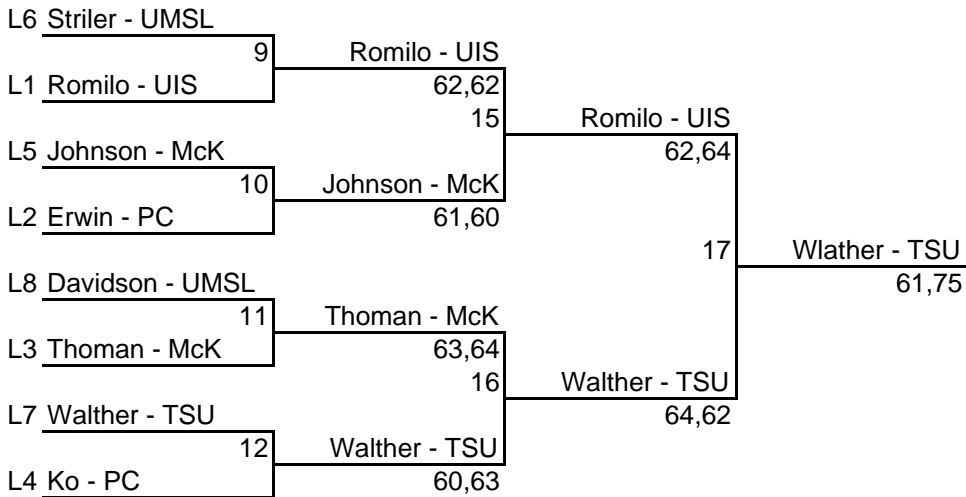 L6 Striler - UMSL
9 Romilo - UIS
L1 Romilo - UIS 62,62
15 Romilo - UIS
L5 Johnson - McK 62,64
10 Johnson - McK
L2 Erwin - PC 61,60
17 Wlather - TSU
L8 Davidson - UMSL 61,75
11 Thoman - McK
L3 Thoman - McK 63,64
16 Walther - TSU
L7 Walther - TSU 64,62
12 Walther - TSU
L4 Ko - PC 60,63